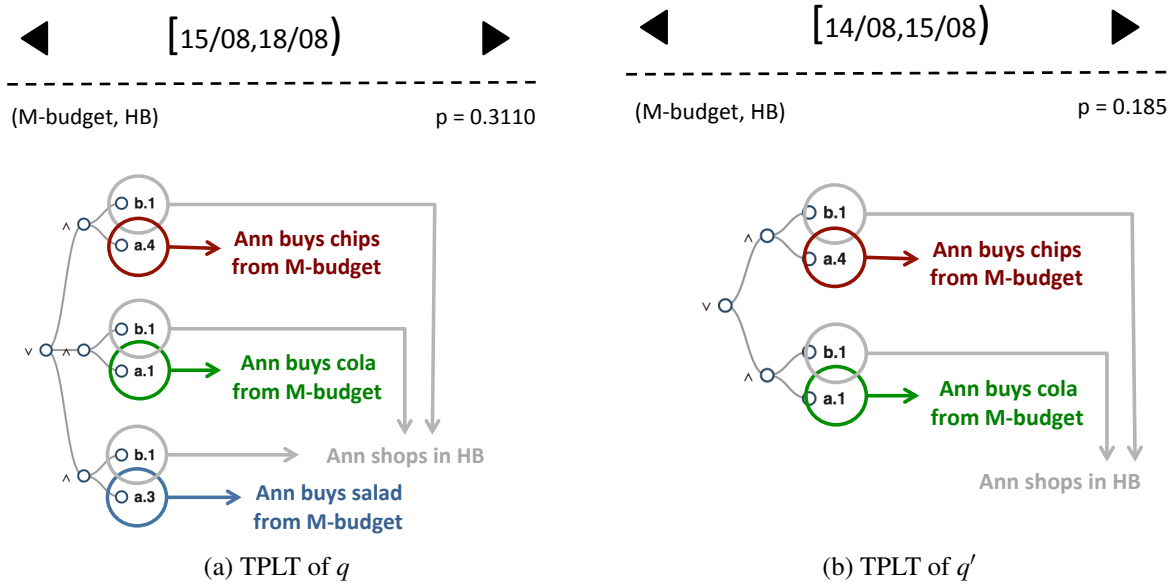 [15/08,18/08)
(M-budget, HB)
p = 0.3110
b.1
^
a.4
Ann buys chips
from M-budget
b.1
v
^
a.1
Ann buys cola
from M-budget
b.1
Ann shops in HB
^
a.3
Ann buys salad
from M-budget
(a) TPLT of q
[14/08,15/08)
(M-budget, HB)
p = 0.185
b.1
^
a.4
Ann buys chips
from M-budget
v
b.1
^
a.1
Ann buys cola
from M-budget
Ann shops in HB
(b) TPLT of q′